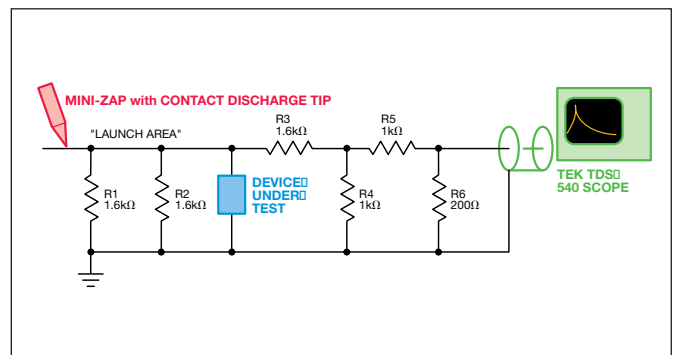 MINI-ZAP with CONTACT DISCHARGE TIP
"LAUNCH AREA"
R3
1.6kΩ
R5
1kΩ
R1
1.6kΩ
R2
1.6kΩ
DEVICE▯
UNDER▯
TEST
R4
1kΩ
R6
200Ω
TEK TDS▯
540 SCOPE